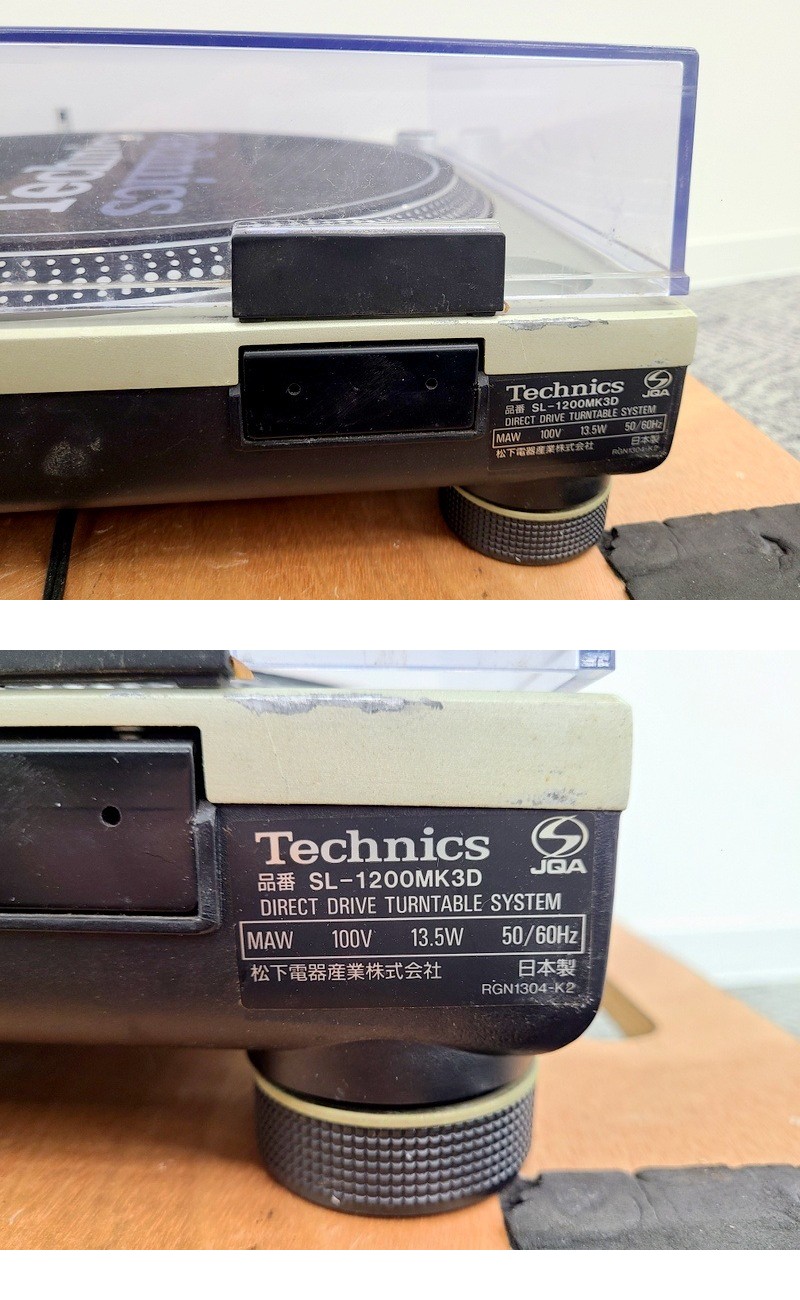 Technics
Technics
Technics
JQA
品番 SL-1200MK3D
DIRECT DRIVE TURNTABLE SYSTEM
MAW 100V 13.5W 50/60Hz
松下電器産業株式会社 日本製
RGN1304-K2
Technics
JQA
品番 SL-1200MK3D
DIRECT DRIVE TURNTABLE SYSTEM
MAW 100V 13.5W 50/60Hz
松下電器産業株式会社 日本製
RGN1304-K2